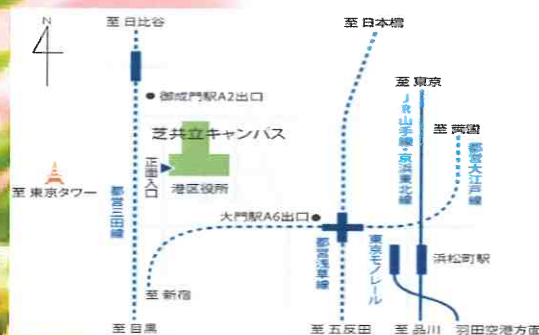 N
至 日比谷
至 日本橋
御成門駅A2出口
至 東京
芝共立キャンパス
JR山手線・京浜東北線
至 両国
都営大江戸線
正面入口
港区役所
至 東京タワー
都営三田線
大門駅A6出口
都営浅草線
東京モノレール
浜松町駅
至 新宿
至 目黒
至 五反田
至 品川
羽田空港方面